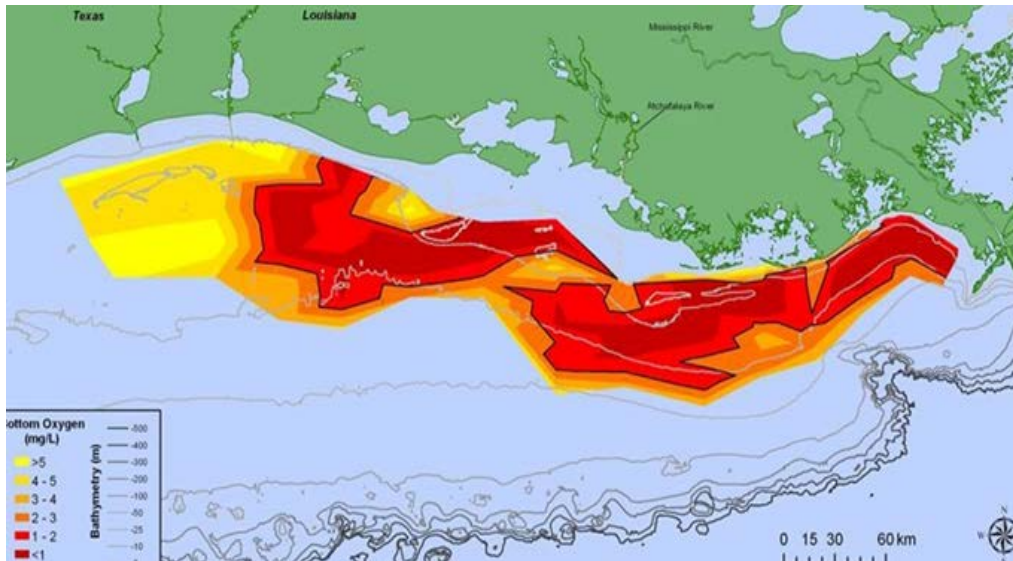 Texas
Louisiana
Mississippi River
Atchafalaya River
ottom Oxygen
(mg/L)
>5
4 - 5
3 - 4
2 - 3
1 - 2
<1
Bathymetry (m)
-500
-400
-300
-200
-100
-50
-25
-10
0 15 30 60 km
N
W
S